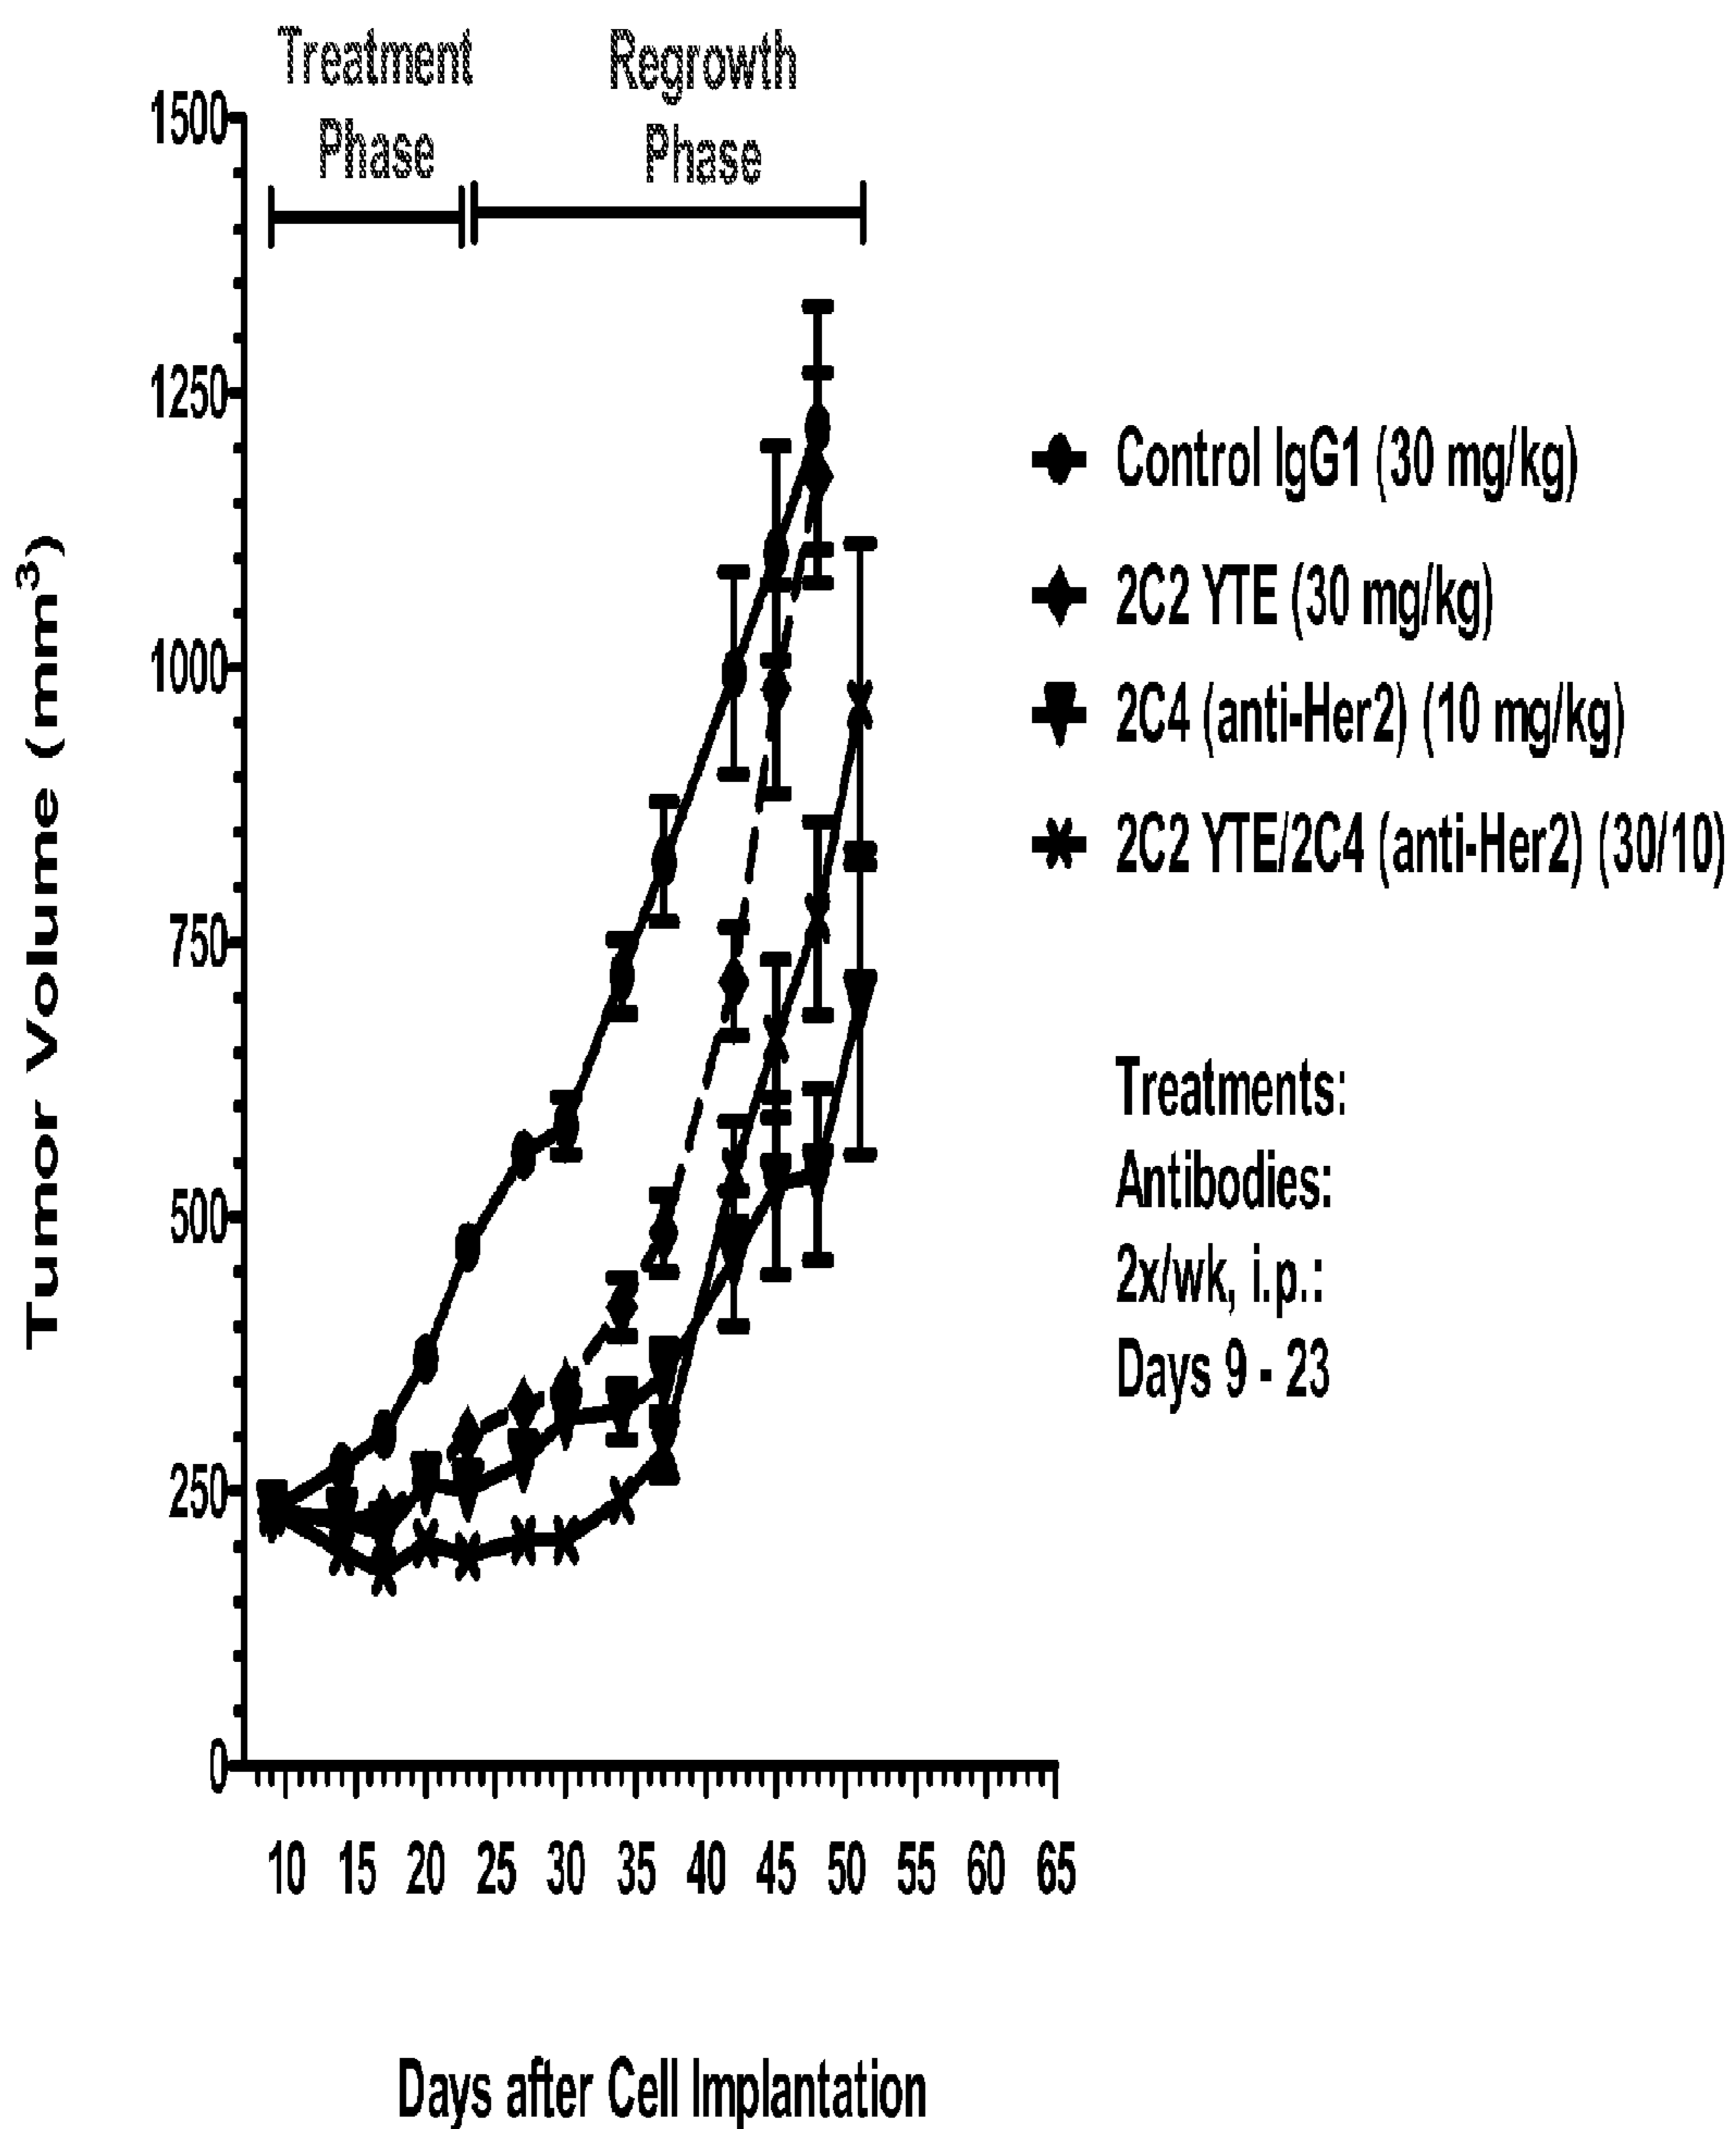 Treatment
Phase
Regrowth
Phase
1500
1250
1000
750
500
250
0
Tumor Volume (mm³)
10 15 20 25 30 35 40 45 50 55 60 65
Days after Cell Implantation
Control IgG1 (30 mg/kg)
2C2 YTE (30 mg/kg)
2C4 (anti-Her2) (10 mg/kg)
2C2 YTE/2C4 (anti-Her2) (30/10)
Treatments:
Antibodies:
2x/wk, i.p.:
Days 9 - 23